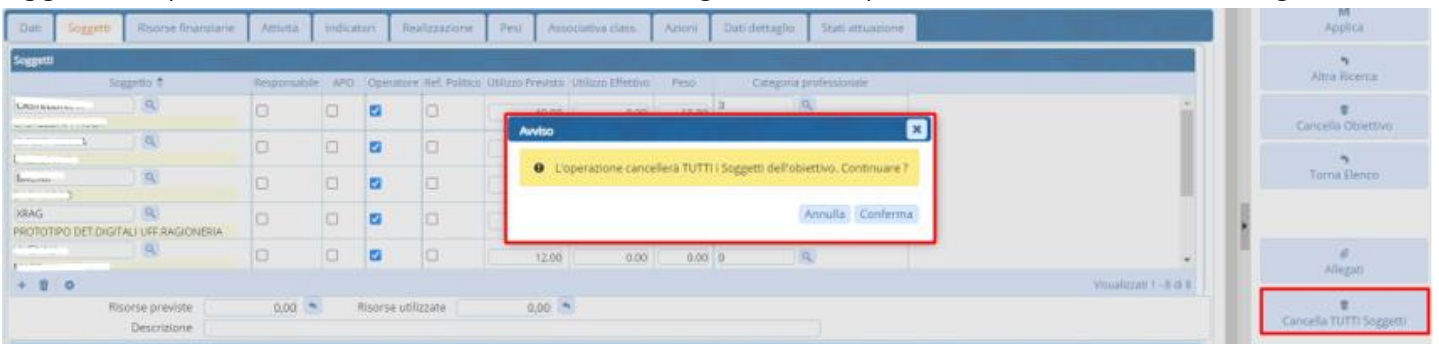 Dati Soggetti Risorse finanziarie Attività Indicatori Realizzazione Pesi Associativa class. Azioni Dati dettaglio Stati attuazione
Applica
Soggetti
Soggetto Responsabile APO Operatore Ref. Politico Utilizzo Previsto Utilizzo Effettivo Peso Categoria professionale
Altra Ricerca
Avviso
Cancella Obiettivo
L'operazione cancellerà TUTTI i Soggetti dell'obiettivo. Continuare ?
Torna Elenco
XRAG
Annulla Conferma
PROTOTIPO DET.DIGITALI UFF.RAGIONERIA
12.00 0.00 0.00 0
Allegati
Visualizzati 1 - 8 di 8
Risorse previste 0,00 Risorse utilizzate 0,00
Cancella TUTTI Soggetti
Descrizione